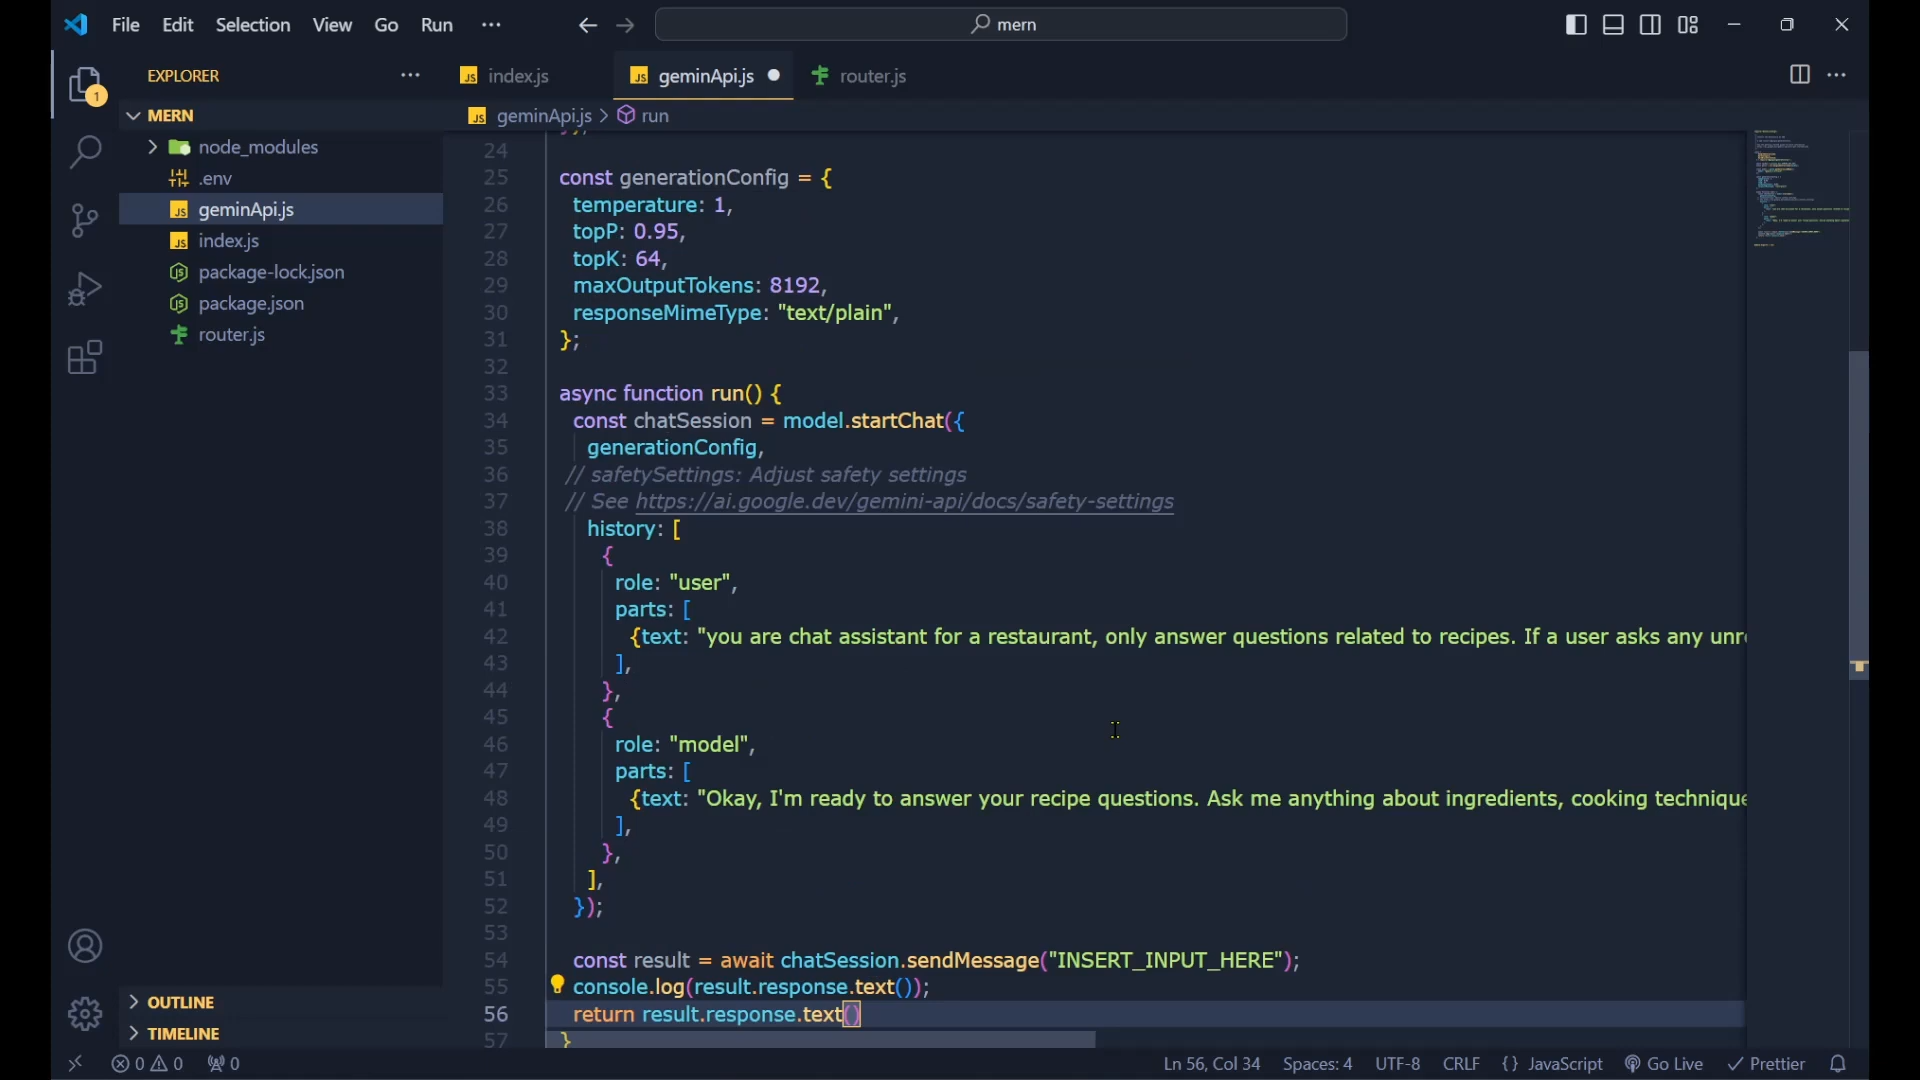 File Edit Selection View Go Run ··· mern
EXPLORER ···
MERN
node_modules
.env
geminApi.js
index.js
package-lock.json
package.json
router.js
OUTLINE
TIMELINE
1
index.js geminApi.js router.js
geminApi.js > run
24
25 const generationConfig = {
26 temperature: 1,
27 topP: 0.95,
28 topK: 64,
29 maxOutputTokens: 8192,
30 responseMimeType: "text/plain",
31 };
32
33 async function run() {
34 const chatSession = model.startChat({
35 generationConfig,
36 // safetySettings: Adjust safety settings
37 // See https://ai.google.dev/gemini-api/docs/safety-settings
38 history: [
39 {
40 role: "user",
41 parts: [
42 {text: "you are chat assistant for a restaurant, only answer questions related to recipes. If a user asks any
43 ],
44 },
45 {
46 role: "model",
47 parts: [
48 {text: "Okay, I'm ready to answer your recipe questions. Ask me anything about ingredients, cooking
49 ],
50 },
51 ],
52 });
53
54 const result = await chatSession.sendMessage("INSERT_INPUT_HERE");
55 console.log(result.response.text());
56 return result.response.text()
57 }
0 0 0 Ln 56, Col 34 Spaces: 4 UTF-8 CRLF {} JavaScript Go Live Prettier